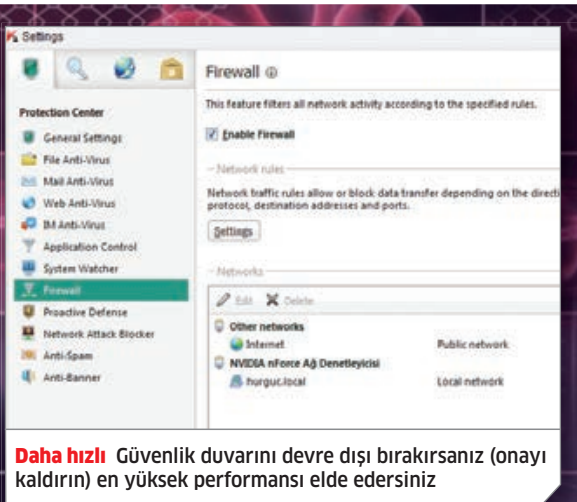 Settings
Firewall
This feature filters all network activity according to the specified rules.
Enable Firewall
Network rules
Network traffic rules allow or block data transfer depending on the directi
protocol, destination addresses and ports.
Settings
Networks
Edit Delete
Other networks
Internet Public network
NVIDIA nForce Ağ Denetleyicisi
hurguc.local Local network
Protection Center
General Settings
File Anti-Virus
Mail Anti-Virus
Web Anti-Virus
IM Anti-Virus
Application Control
System Watcher
Firewall
Proactive Defense
Network Attack Blocker
Anti-Spam
Anti-Banner
Daha hızlı Güvenlik duvarını devre dışı bırakırsanız (onayı
kaldırın) en yüksek performansı elde edersiniz